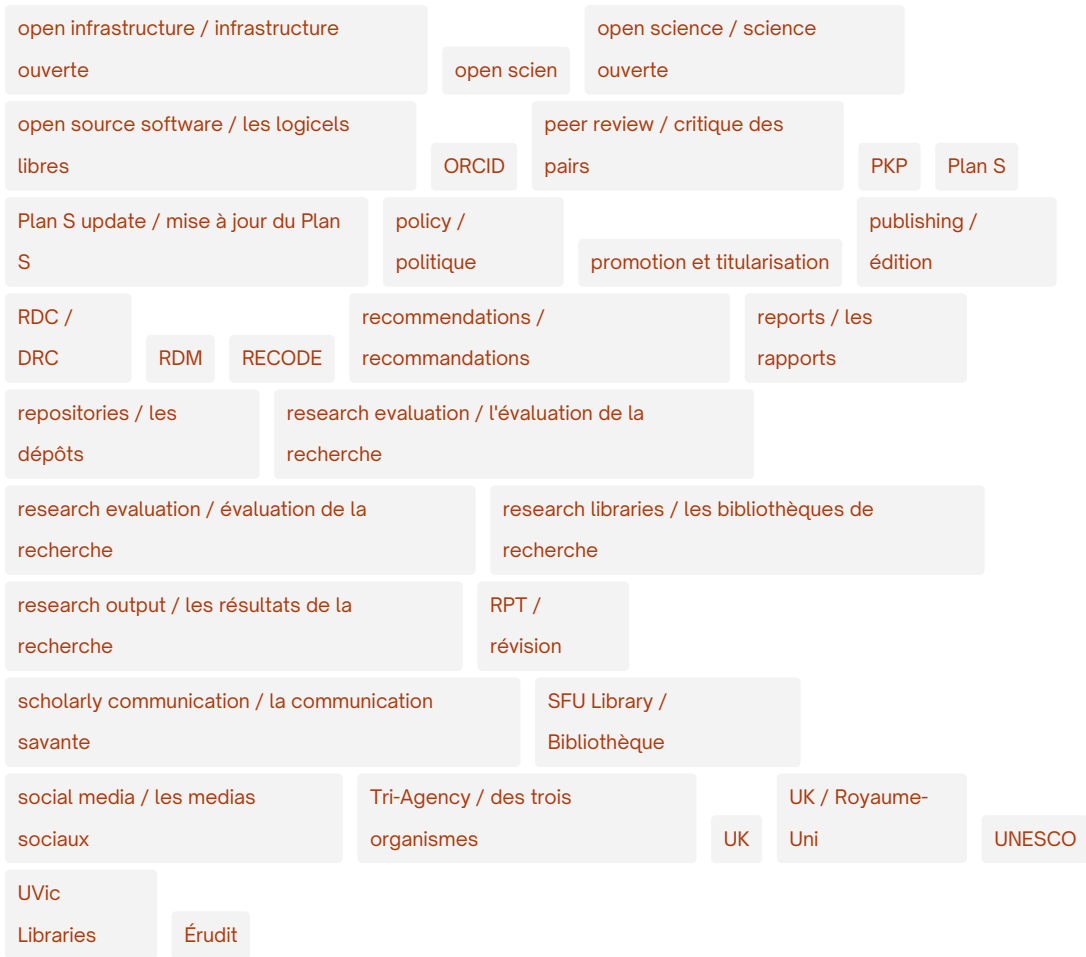 open infrastructure / infrastructure
ouverte
open scien
open science / science
ouverte
open source software / les logicels
libres
ORCID
peer review / critique des
pairs
PKP
Plan S
Plan S update / mise à jour du Plan
S
policy /
politique
promotion et titularisation
publishing /
édition
RDC /
DRC
RDM
RECODE
recommendations /
recommandations
reports / les
rapports
repositories / les
dépôts
research evaluation / l'évaluation de la
recherche
research evaluation / évaluation de la
recherche
research libraries / les bibliothèques de
recherche
research output / les résultats de la
recherche
RPT /
révision
scholarly communication / la communication
savante
SFU Library /
Bibliothèque
social media / les medias
sociaux
Tri-Agency / des trois
organismes
UK
UK / Royaume-
Uni
UNESCO
UVic
Libraries
Érudit